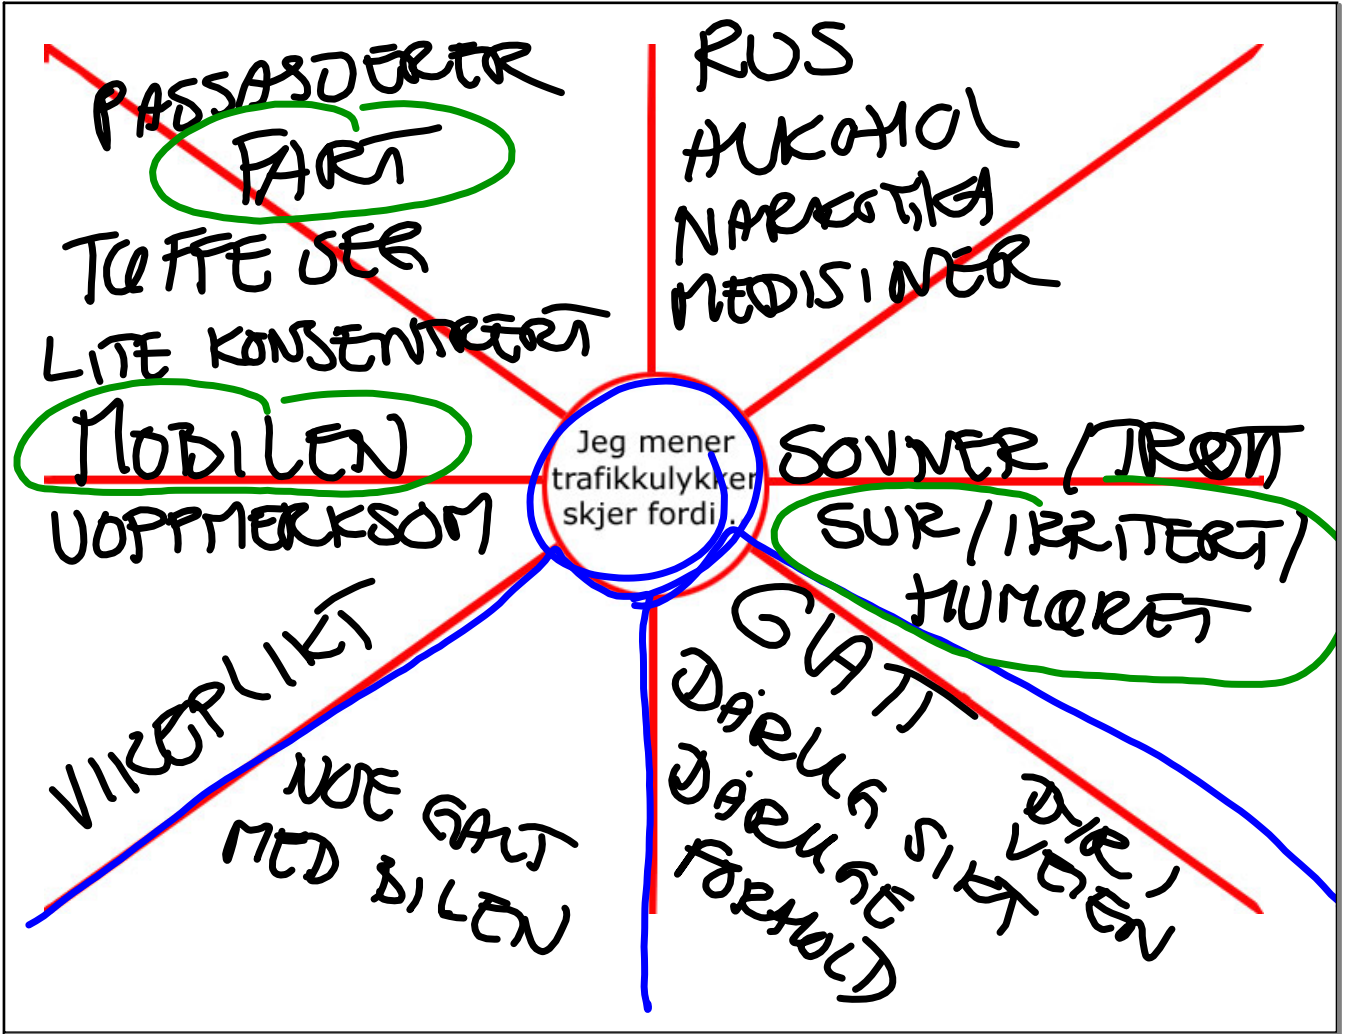 PASSASJERER
FART
TØFFE SEG
LITE KONSENTRERT
MOBILEN
UOPPMERKSOM
VIKEPLIKT
NOE GALT
MED BILEN
RUS
ALKOHOL
NARKOTIKA
MEDISINER
Jeg mener
trafikkulykker
skjer fordi...
SOVNER / TRØTT
SUR/IRRITERT/
HUMØRET
GLATT
DÅRLIG SIKT
DÅRLIGE
FORHOLD
DYR I
VEIEN